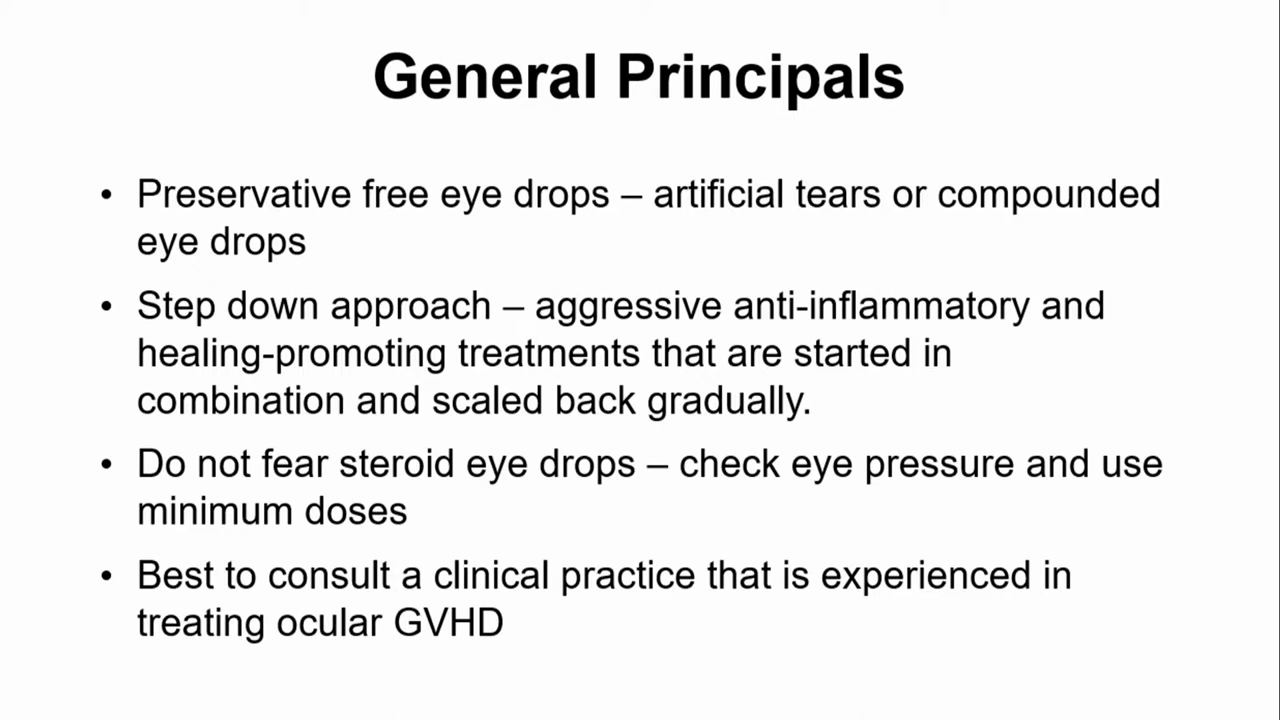 General Principals
• Preservative free eye drops – artificial tears or compounded
eye drops
• Step down approach – aggressive anti-inflammatory and
healing-promoting treatments that are started in
combination and scaled back gradually.
• Do not fear steroid eye drops – check eye pressure and use
minimum doses
• Best to consult a clinical practice that is experienced in
treating ocular GVHD